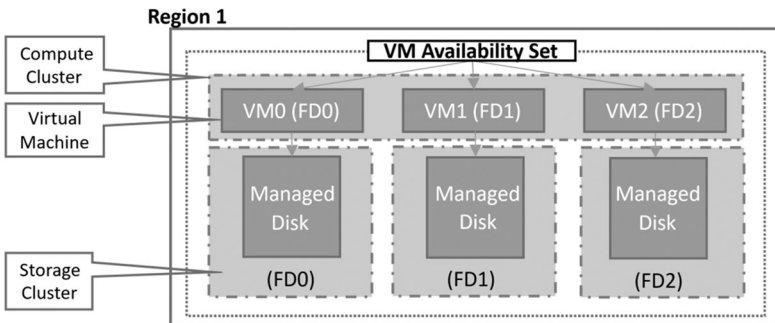 Region 1
VM Availability Set
Compute
Cluster
VM0 (FD0)
VM1 (FD1)
VM2 (FD2)
Virtual
Machine
Managed
Disk
Managed
Disk
Managed
Disk
Storage
Cluster
(FD0)
(FD1)
(FD2)